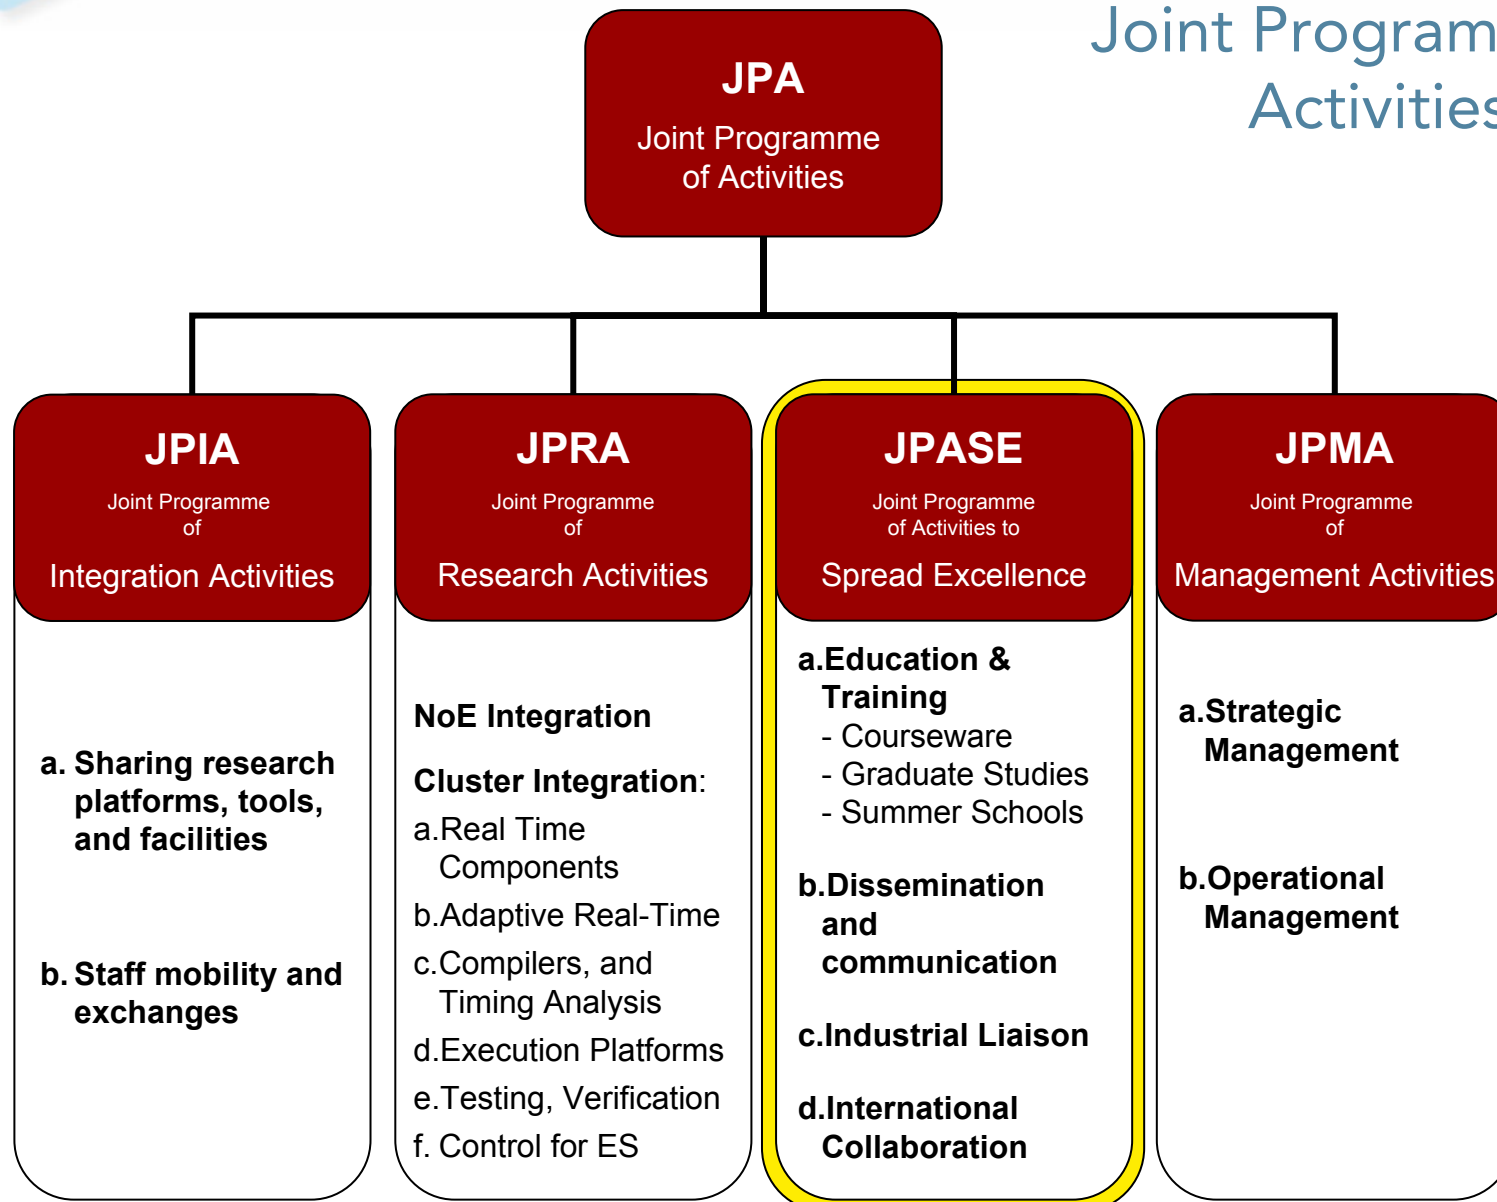 Joint Program
Activities
JPA
Joint Programme
of Activities
JPIA
Joint Programme
of
Integration Activities
a. Sharing research
platforms, tools,
and facilities
b. Staff mobility and
exchanges
JPRA
Joint Programme
of
Research Activities
NoE Integration
Cluster Integration:
a.Real Time
Components
b.Adaptive Real-Time
c.Compilers, and
Timing Analysis
d.Execution Platforms
e.Testing, Verification
f. Control for ES
JPASE
Joint Programme
of Activities to
Spread Excellence
a.Education &
Training
- Courseware
- Graduate Studies
- Summer Schools
b.Dissemination
and
communication
c.Industrial Liaison
d.International
Collaboration
JPMA
Joint Programme
of
Management Activities
a.Strategic
Management
b.Operational
Management